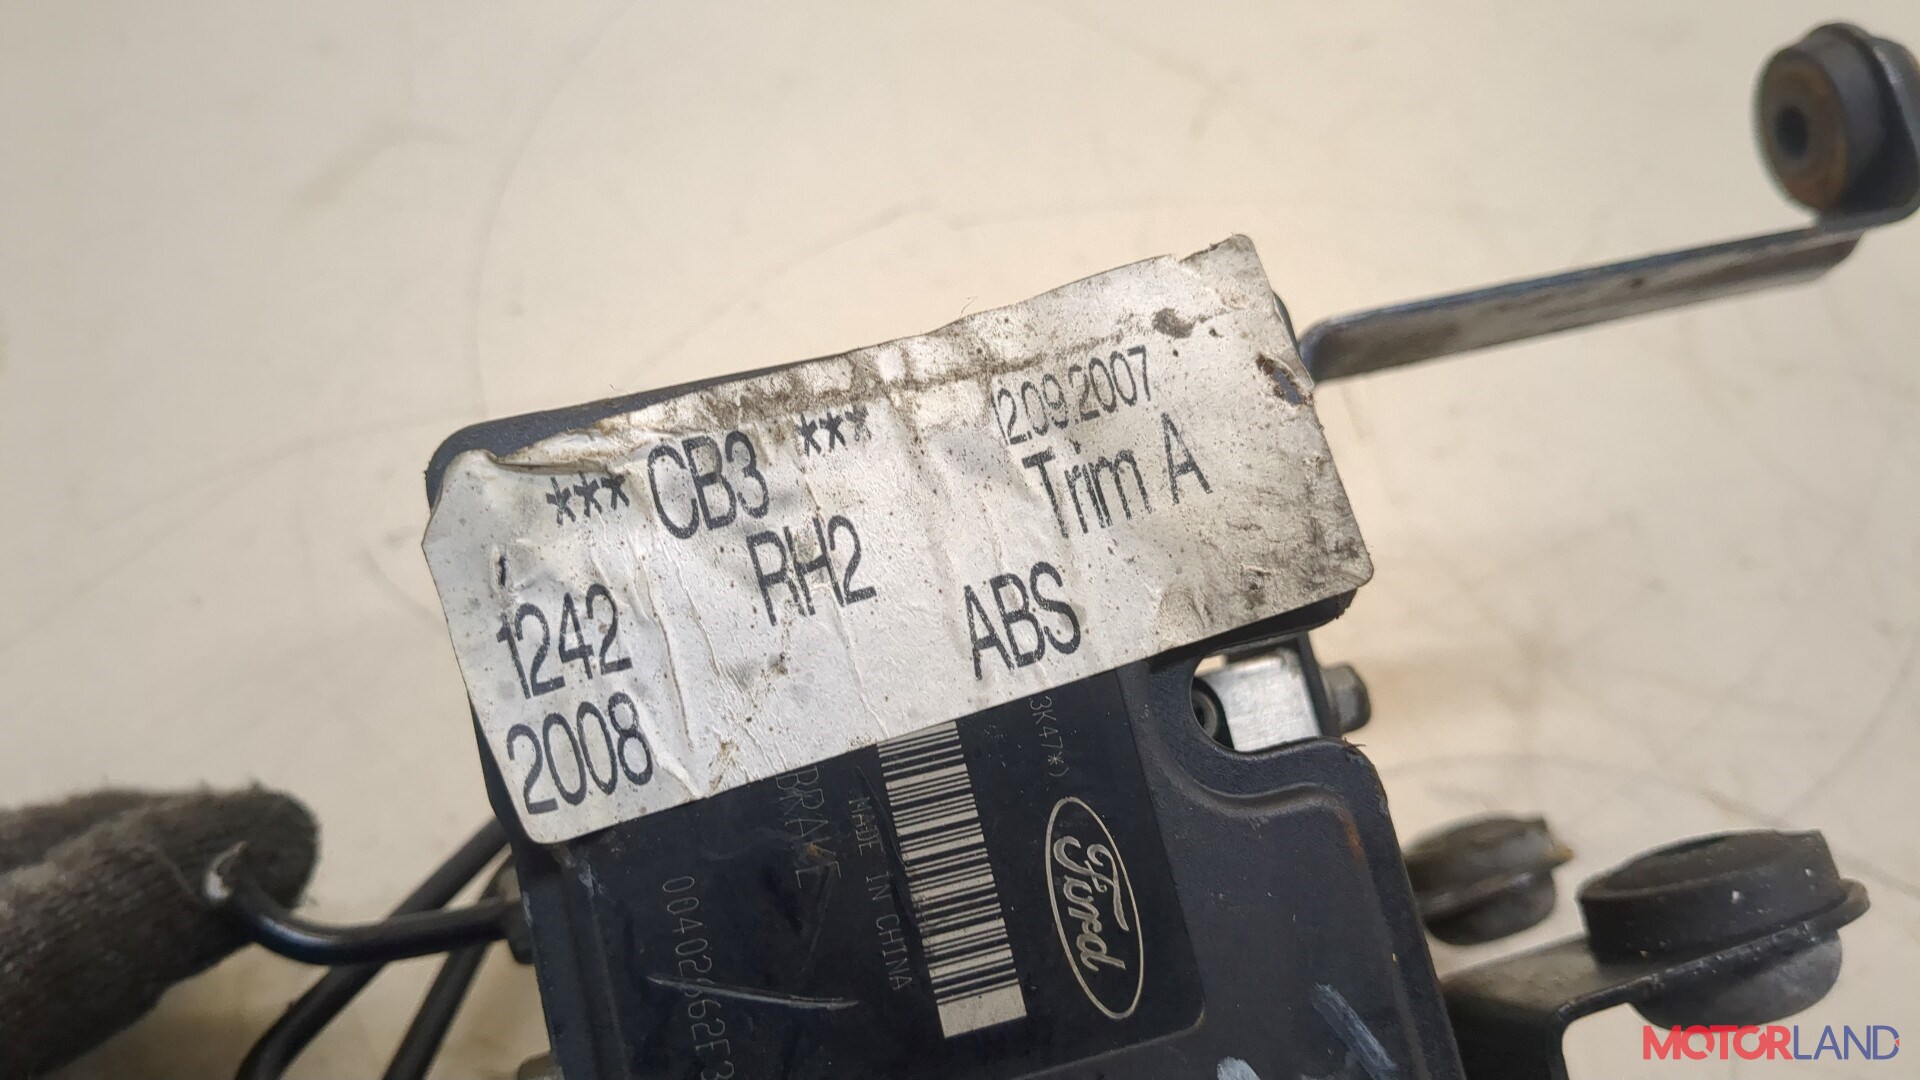 *** CB3 ***
12.09.2007
RH2
Trim A
1242
ABS
2008
3K47*)
BRAKE
MADE IN CHINA
Ford
MOTORLAND